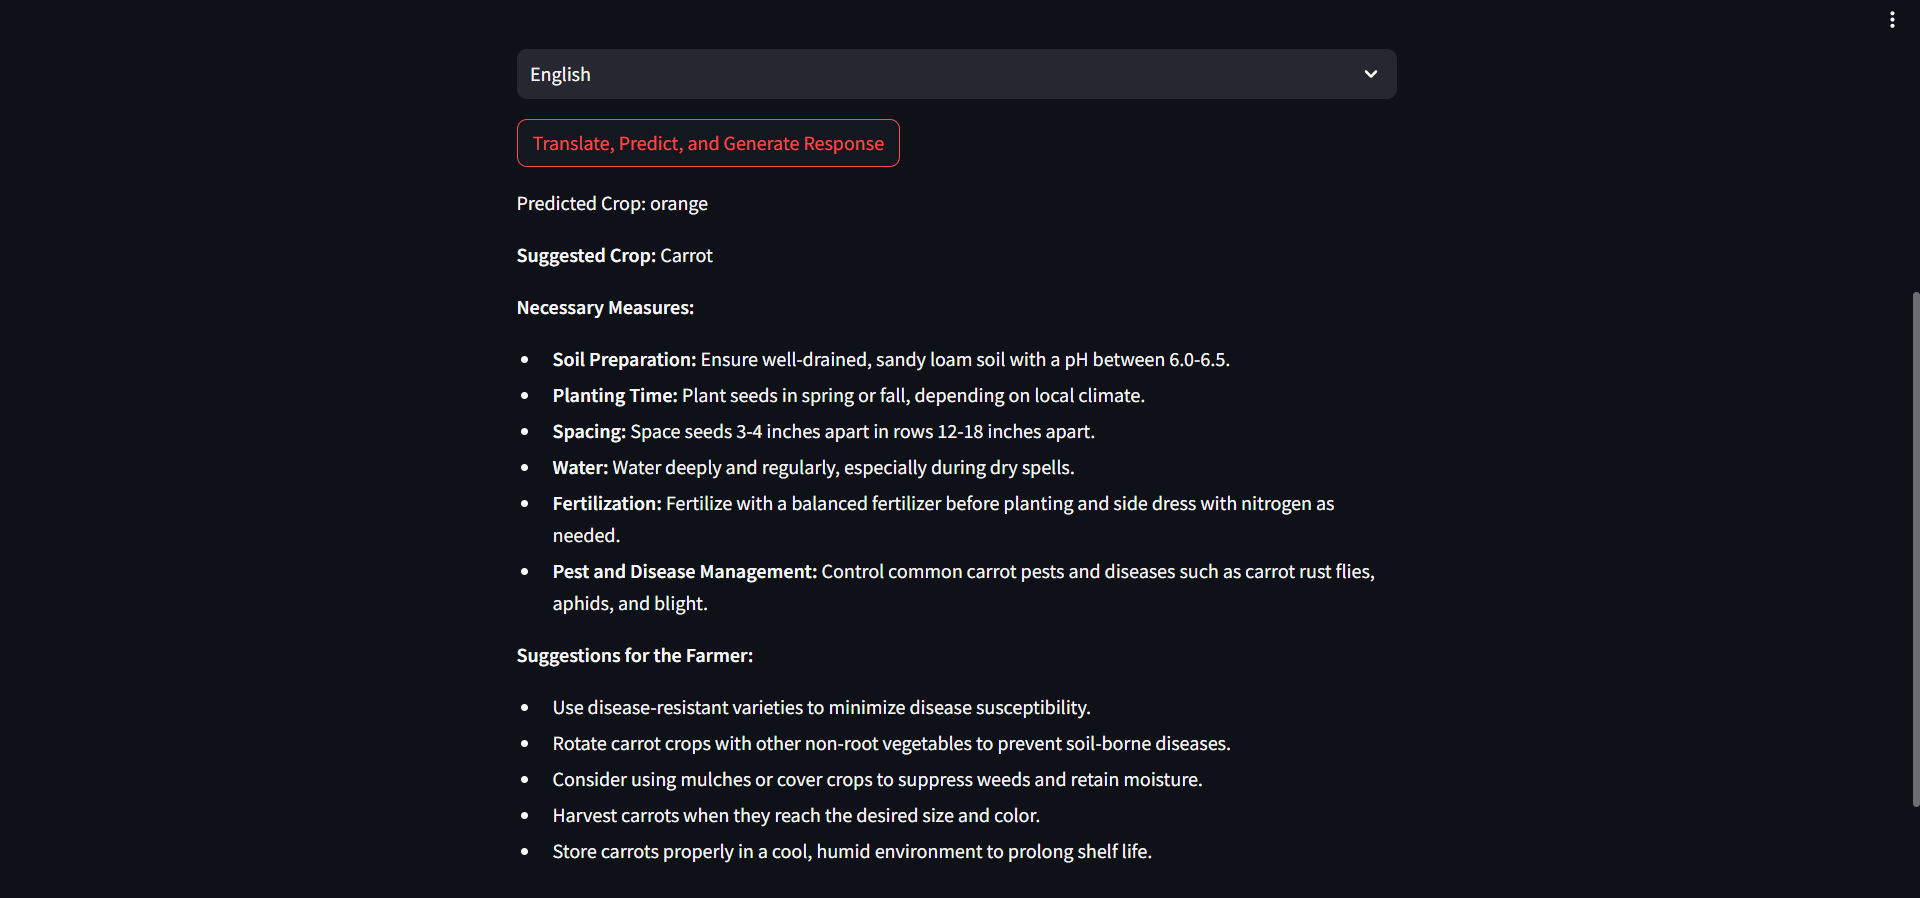 English
Translate, Predict, and Generate Response
Predicted Crop: orange
Suggested Crop: Carrot
Necessary Measures:
• Soil Preparation: Ensure well-drained, sandy loam soil with a pH between 6.0-6.5.
• Planting Time: Plant seeds in spring or fall, depending on local climate.
• Spacing: Space seeds 3-4 inches apart in rows 12-18 inches apart.
• Water: Water deeply and regularly, especially during dry spells.
• Fertilization: Fertilize with a balanced fertilizer before planting and side dress with nitrogen as
needed.
• Pest and Disease Management: Control common carrot pests and diseases such as carrot rust flies,
aphids, and blight.
Suggestions for the Farmer:
• Use disease-resistant varieties to minimize disease susceptibility.
• Rotate carrot crops with other non-root vegetables to prevent soil-borne diseases.
• Consider using mulches or cover crops to suppress weeds and retain moisture.
• Harvest carrots when they reach the desired size and color.
• Store carrots properly in a cool, humid environment to prolong shelf life.